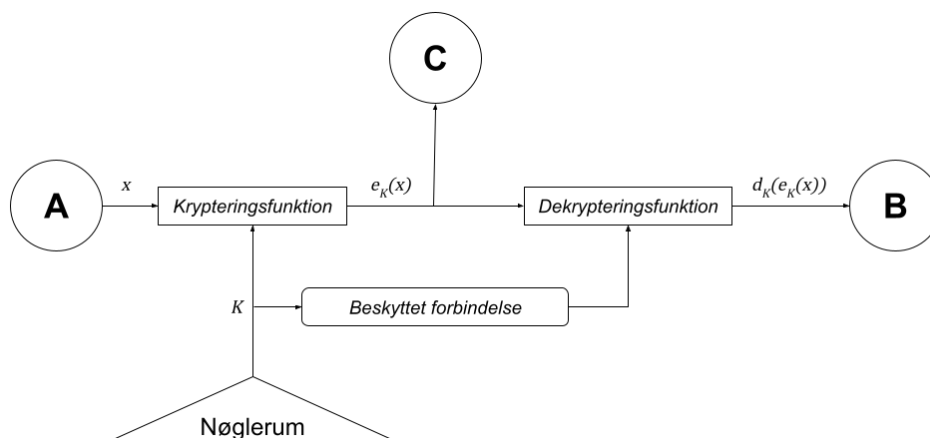 C
A
x
Krypteringsfunktion
e_K(x)
Dekrypteringsfunktion
d_K(e_K(x))
B
K
Beskyttet forbindelse
Nøglerum